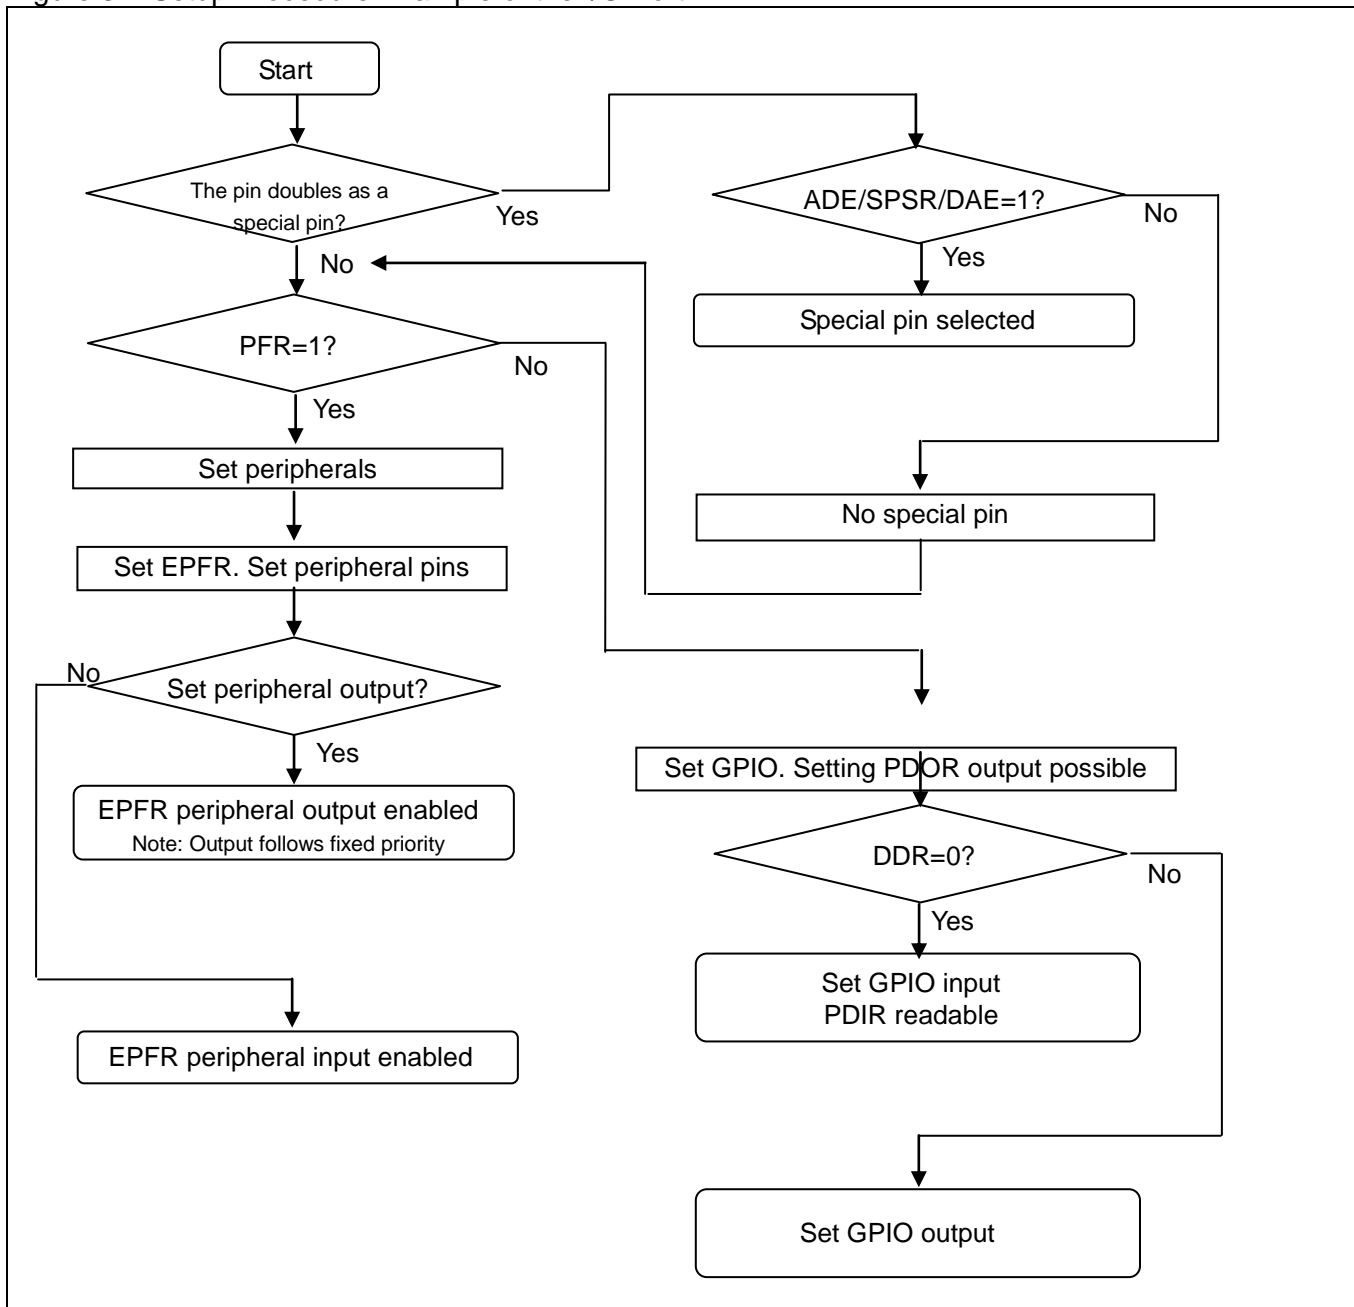 Start
The pin doubles as a
special pin?
Yes
No
ADE/SPSR/DAE=1?
No
Yes
Special pin selected
No special pin
PFR=1?
No
Yes
Set peripherals
Set EPFR. Set peripheral pins
No
Set peripheral output?
Yes
EPFR peripheral output enabled
Note: Output follows fixed priority
EPFR peripheral input enabled
Set GPIO. Setting PDOR output possible
DDR=0?
No
Yes
Set GPIO input
PDIR readable
Set GPIO output